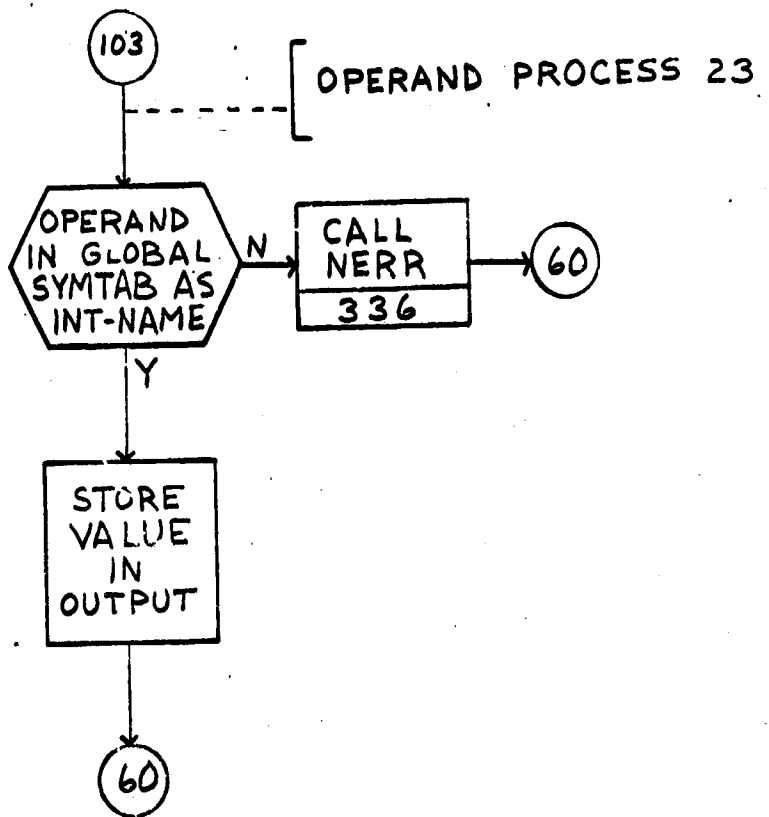 103
OPERAND PROCESS 23
OPERAND
IN GLOBAL
SYMTAB AS
INT-NAME
N
CALL
NERR
336
60
Y
STORE
VALUE
IN
OUTPUT
60